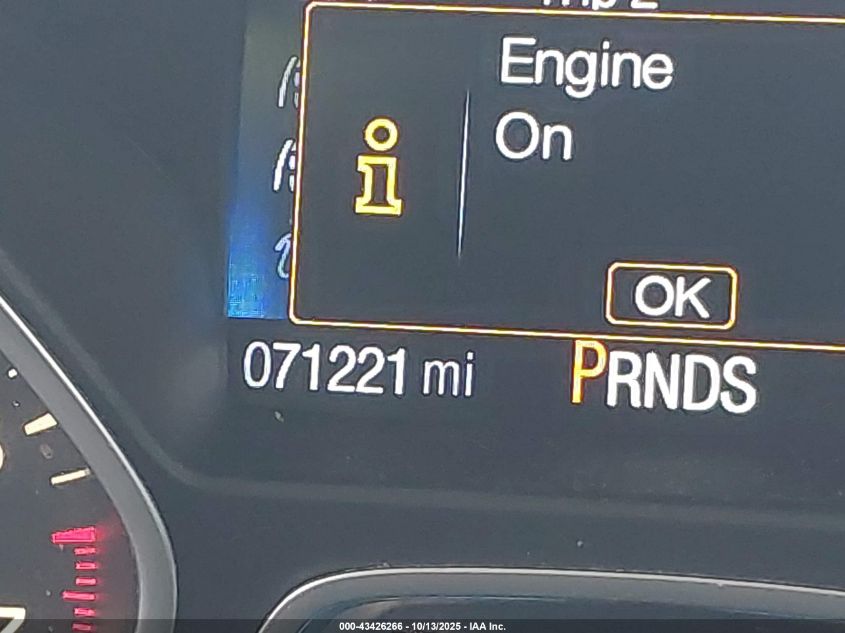 Engine
On
OK
071221 mi
PRNDS
000-43426266 - 10/13/2025 - IAA Inc.